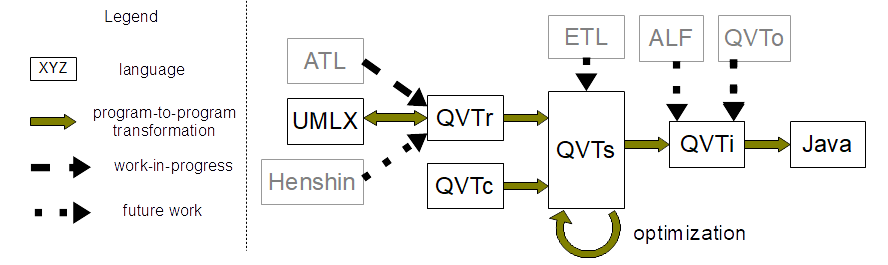 Legend
XYZ
language
program-to-program
transformation
work-in-progress
future work
ATL
UMLX
Henshin
QVTr
QVTc
ETL
QVTs
ALF
QVTo
QVTi
Java
optimization